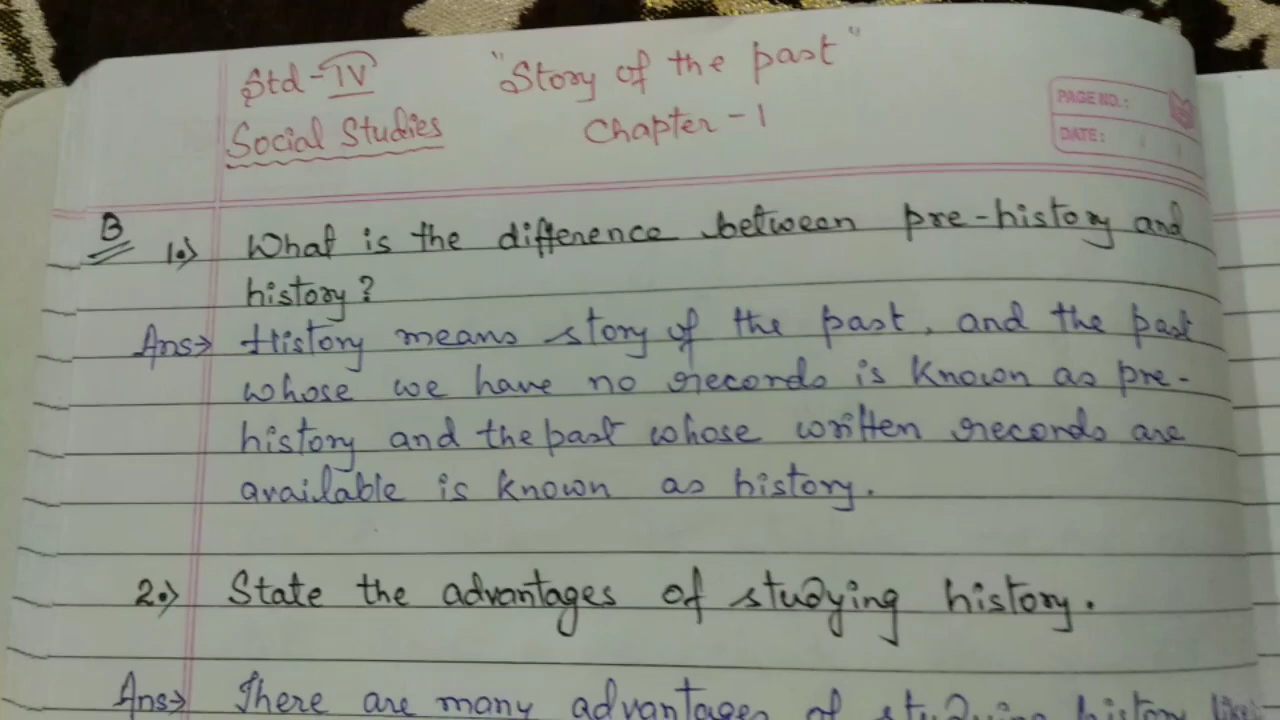 Std-IV "Story of the past"
Social Studies Chapter-1
PAGE NO.:
DATE:
B 1.) What is the difference between pre-history and
history?
Ans→ History means story of the past, and the past
whose we have no records is known as pre-
history and the past whose written records are
available is known as history.
2.) State the advantages of studying history.
Ans→ There are many advantages of studying history like-